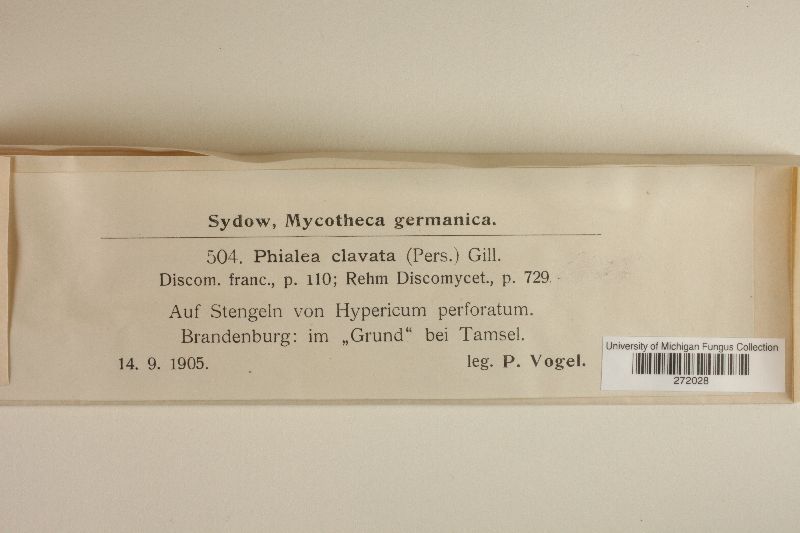 Sydow, Mycotheca germanica.
504. Phialea clavata (Pers.) Gill.
Discom. franc., p. 110; Rehm Discomycet., p. 729.
Auf Stengeln von Hypericum perforatum.
Brandenburg: im „Grund“ bei Tamsel.
14. 9. 1905. leg. P. Vogel.
University of Michigan Fungus Collection
272028